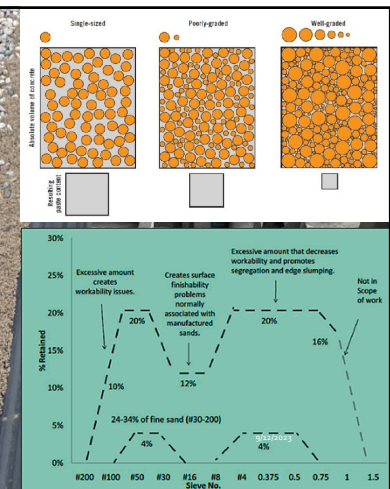 Single-sized
Poorly-graded
Well-graded
Absolute volume of concrete
Resulting
paste content
30%
25%
20%
15%
10%
5%
0%
% Retained
Excessive amount
creates
workability issues.
Creates surface
finishability
problems
normally
associated with
manufactured
sands.
Excessive amount that decreases
workability and promotes
segregation and edge slumping.
Not in
Scope
of work
20%
20%
16%
10%
12%
24-34% of fine sand (#30-200)
4%
9/12/2023
4%
#200 #100 #50 #30 #16 #8 #4 0.375 0.5 0.75 1 1.5
Sieve No.